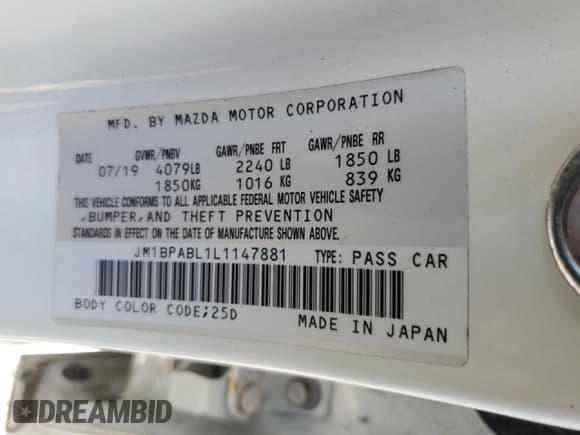 MFD. BY MAZDA MOTOR CORPORATION
DATE GVWR/PNBV GAWR/PNBE FRT GAWR/PNBE RR
07/19 4079LB 2240 LB 1850 LB
1850KG 1016 KG 839 KG
THIS VEHICLE CONFORMS TO ALL APPLICABLE FEDERAL MOTOR VEHICLE SAFETY
,BUMPER,AND THEFT PREVENTION
STANDARDS IN EFFECT ON THE DATE OF MANUFACTURE SHOWN ABOVE.
JM1BPABL1L1147881 TYPE: PASS CAR
BODY COLOR CODE;25D
MADE IN JAPAN
DREAMBID